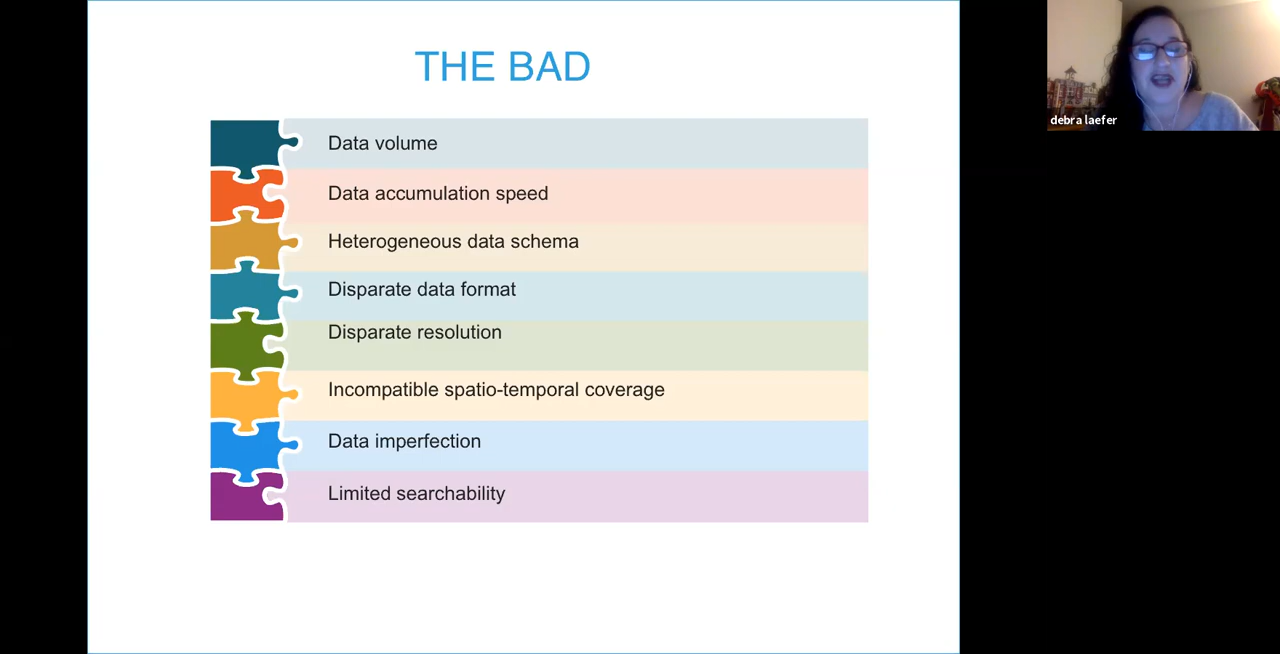 THE BAD
debra laefer
Data volume
Data accumulation speed
Heterogeneous data schema
Disparate data format
Disparate resolution
Incompatible spatio-temporal coverage
Data imperfection
Limited searchability